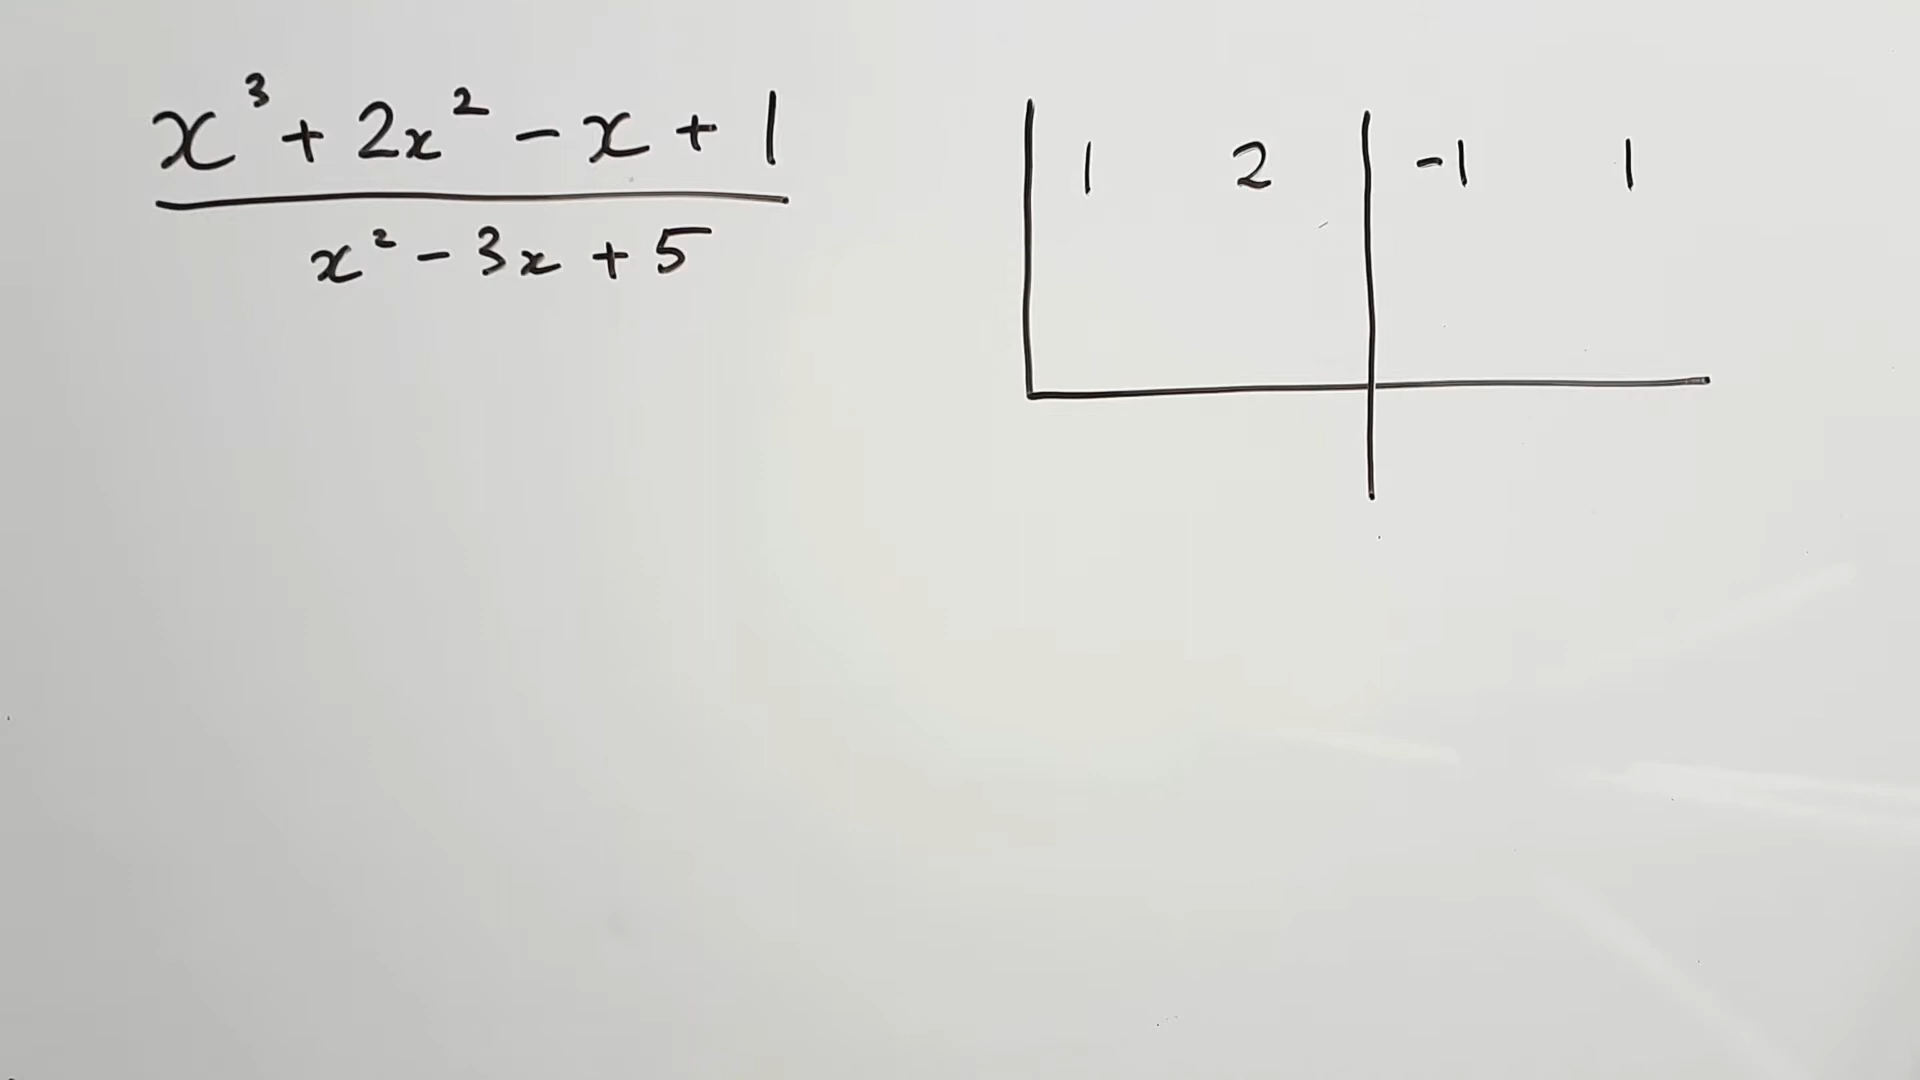 x³ + 2x² - x + 1
x² - 3x + 5
1 2 -1 1